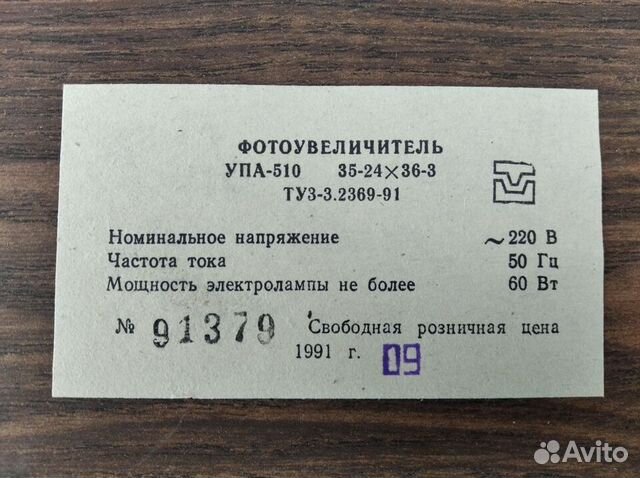 ФОТОУВЕЛИЧИТЕЛЬ
УПА-510 35-24×36-3
ТУ3-3.2369-91
Номинальное напряжение ~ 220 В
Частота тока 50 Гц
Мощность электролампы не более 60 Вт
№ 91379 Свободная розничная цена
1991 г. 09
Avito